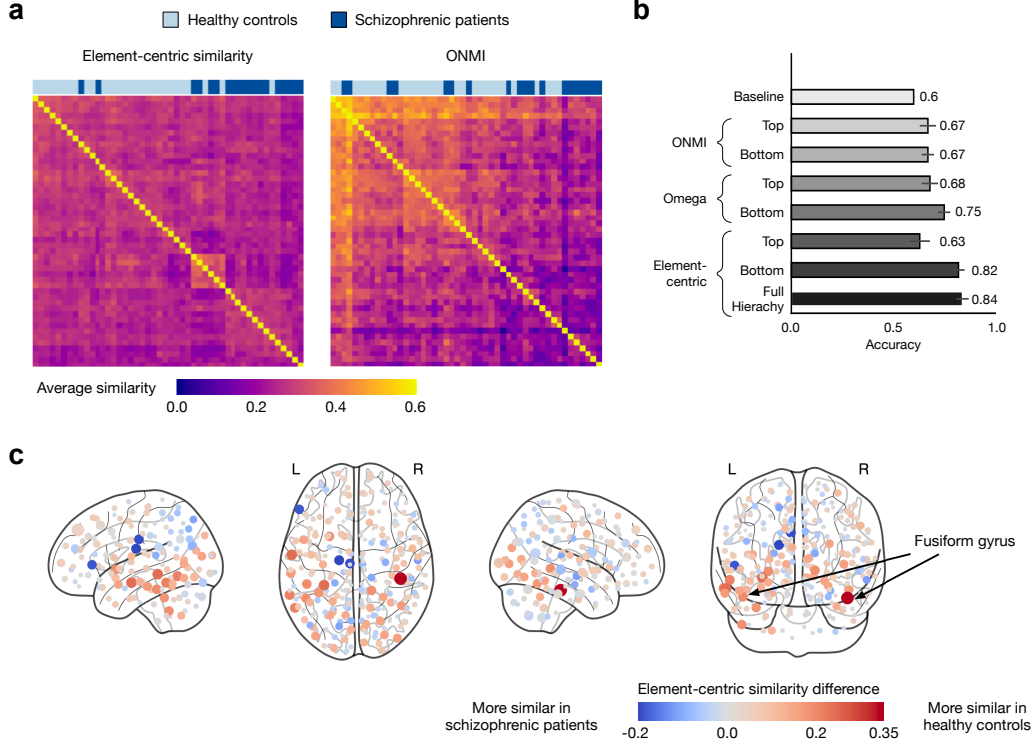 a
Healthy controls
Schizophrenic patients
Element-centric similarity
ONMI
Average similarity
0.0
0.2
0.4
0.6
b
Baseline
0.6
ONMI
Top
0.67
Bottom
0.67
Omega
Top
0.68
Bottom
0.75
Element-
centric
Top
0.63
Bottom
0.82
Full
Hierachy
0.84
0.0
0.5
1.0
Accuracy
c
L
R
L
R
Fusiform gyrus
Element-centric similarity difference
More similar in
schizophrenic patients
-0.2
0.0
0.2
0.35
More similar in
healthy controls